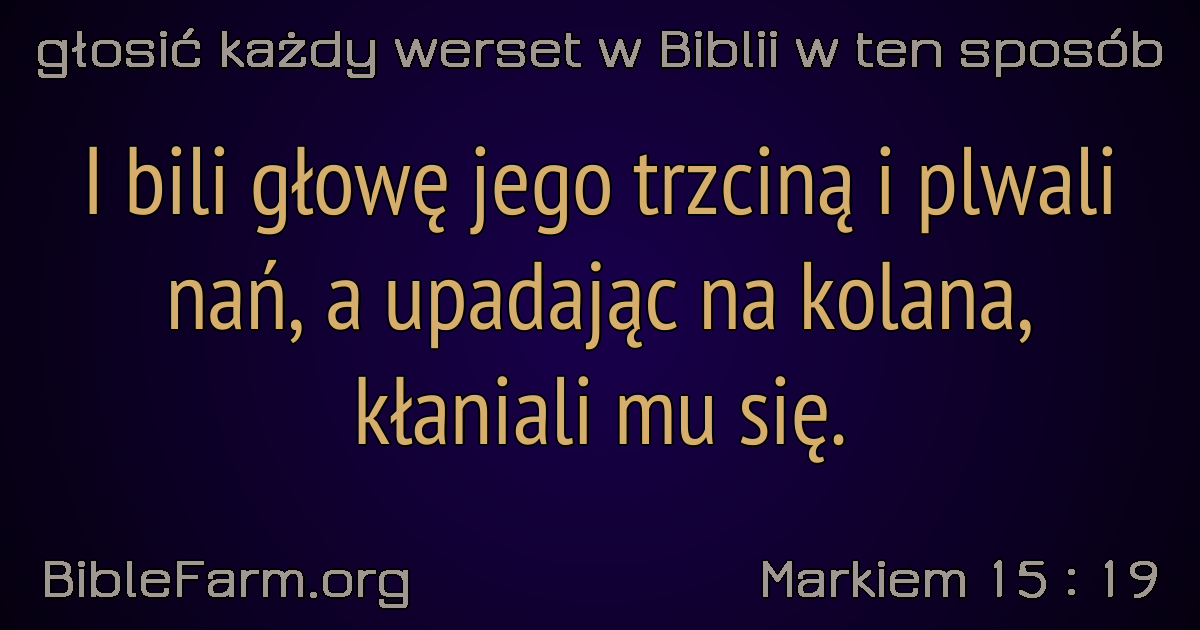 głosić każdy werset w Biblii w ten sposób
I bili głowę jego trzciną i plwali
nań, a upadając na kolana,
kłaniali mu się.
BibleFarm.org
Markiem 15 : 19